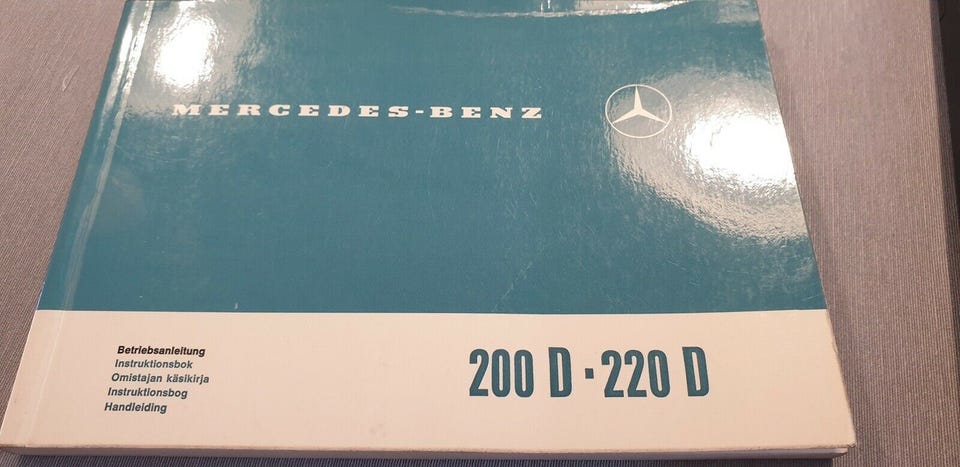 MERCEDES-BENZ
Betriebsanleitung
Instruktionsbok
Omistajan käsikirja
Instruktionsbog
Handleiding
200 D · 220 D